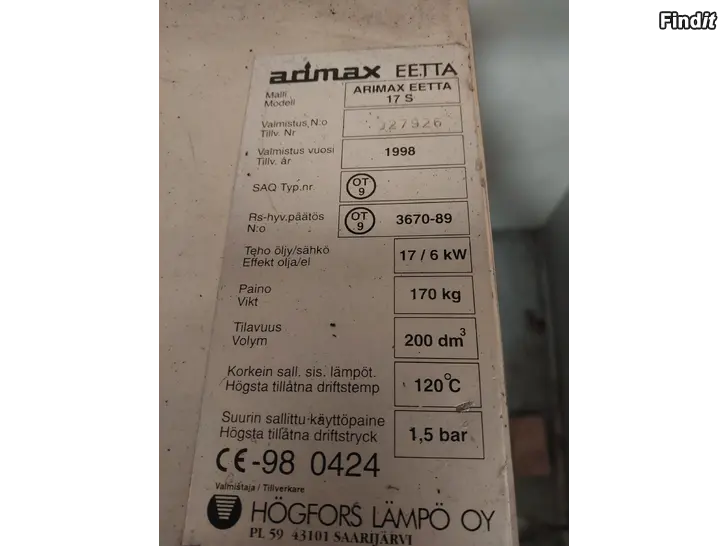 Findit
arimax EETTA
Malli ARIMAX EETTA
Modell 17 S
Valmistus N:o
Tillv. Nr 027926
Valmistus vuosi 1998
Tillv. år
SAQ Typ.nr OT 9
Rs-hyv.päätös OT 9 3670-89
N:o
Teho öljy/sähkö 17 / 6 kW
Effekt olja/el
Paino 170 kg
Vikt
Tilavuus 200 dm³
Volym
Korkein sall. sis. lämpöt. 120°C
Högsta tillåtna driftstemp
Suurin sallittu käyttöpaine 1,5 bar
Högsta tillåtna driftstryck
CE-98 0424
Valmistaja / Tillverkare
HÖGFORS LÄMPÖ OY
PL 59 43101 SAARIJÄRVI